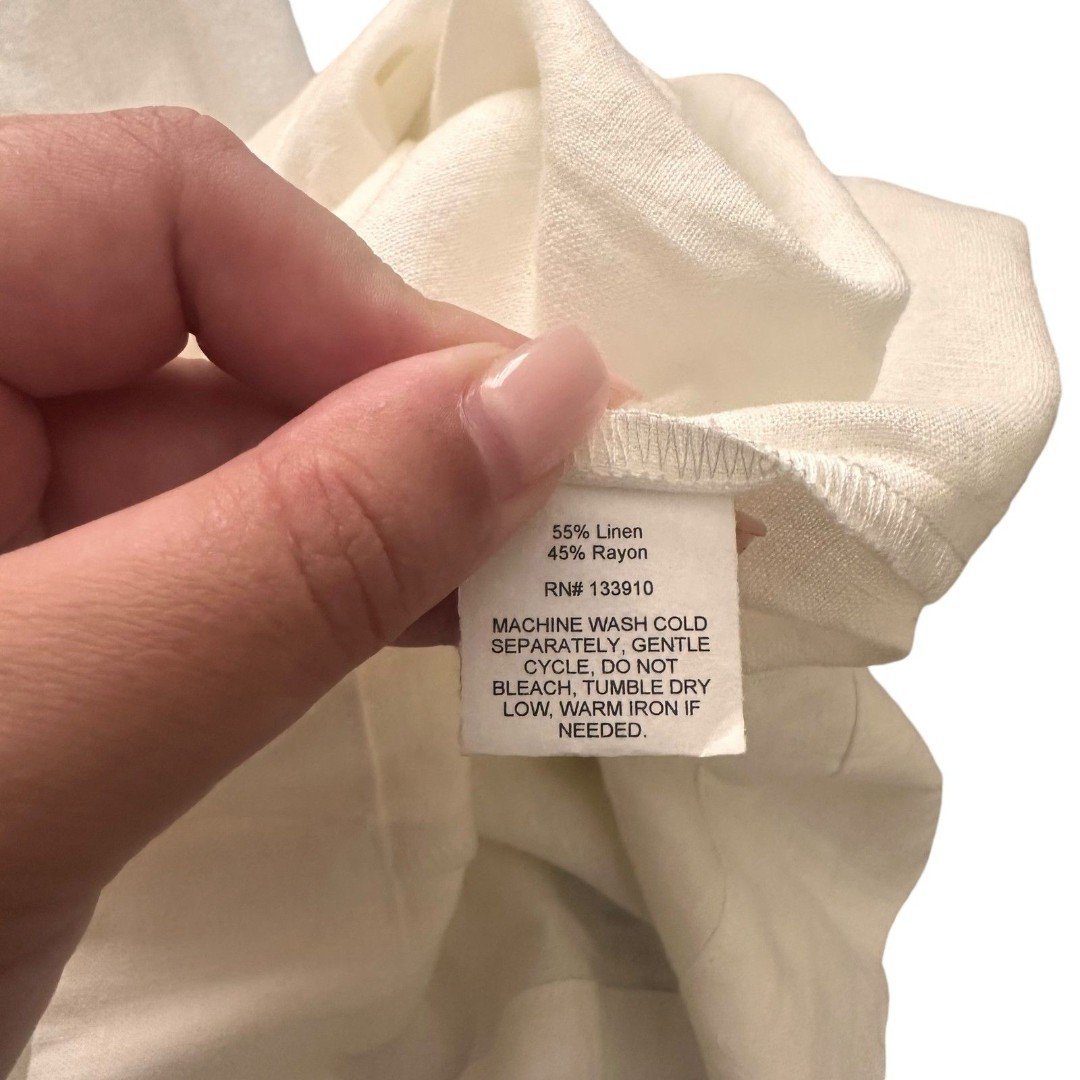 55% Linen
45% Rayon
RN# 133910
MACHINE WASH COLD
SEPARATELY, GENTLE
CYCLE, DO NOT
BLEACH, TUMBLE DRY
LOW, WARM IRON IF
NEEDED.